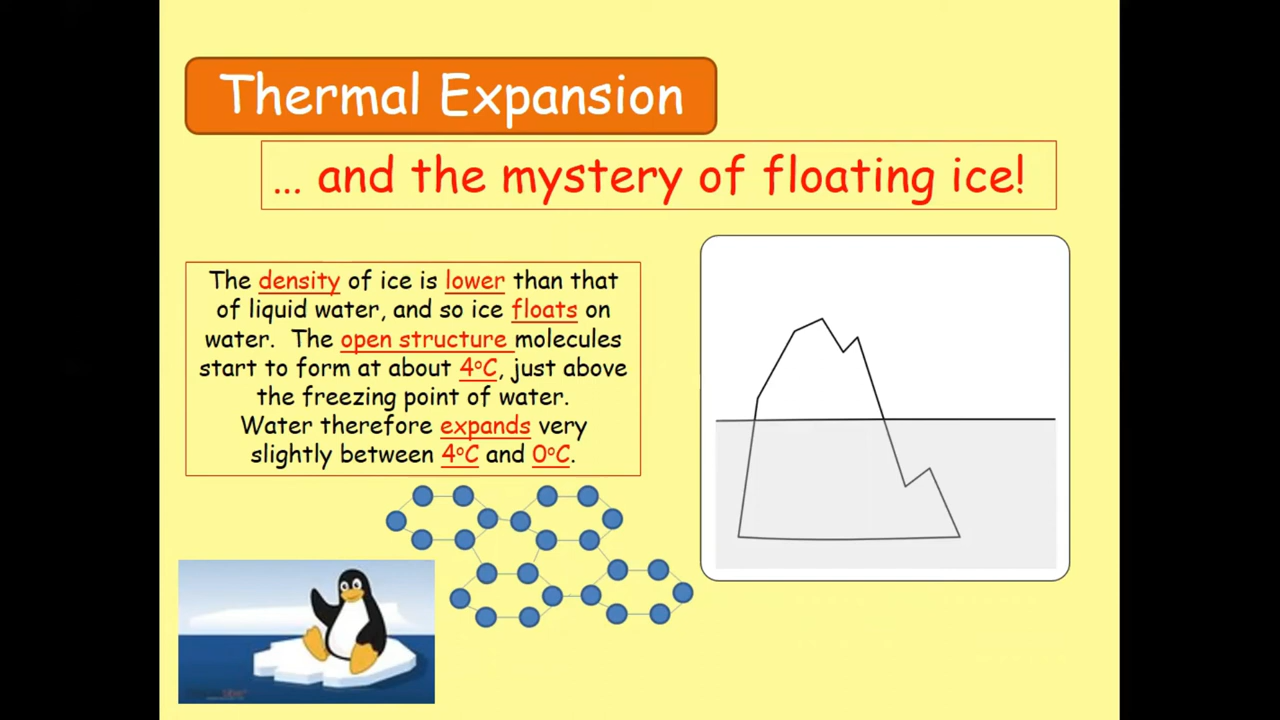 Thermal Expansion
... and the mystery of floating ice!
The density of ice is lower than that
of liquid water, and so ice floats on
water. The open structure molecules
start to form at about 4°C, just above
the freezing point of water.
Water therefore expands very
slightly between 4°C and 0°C.